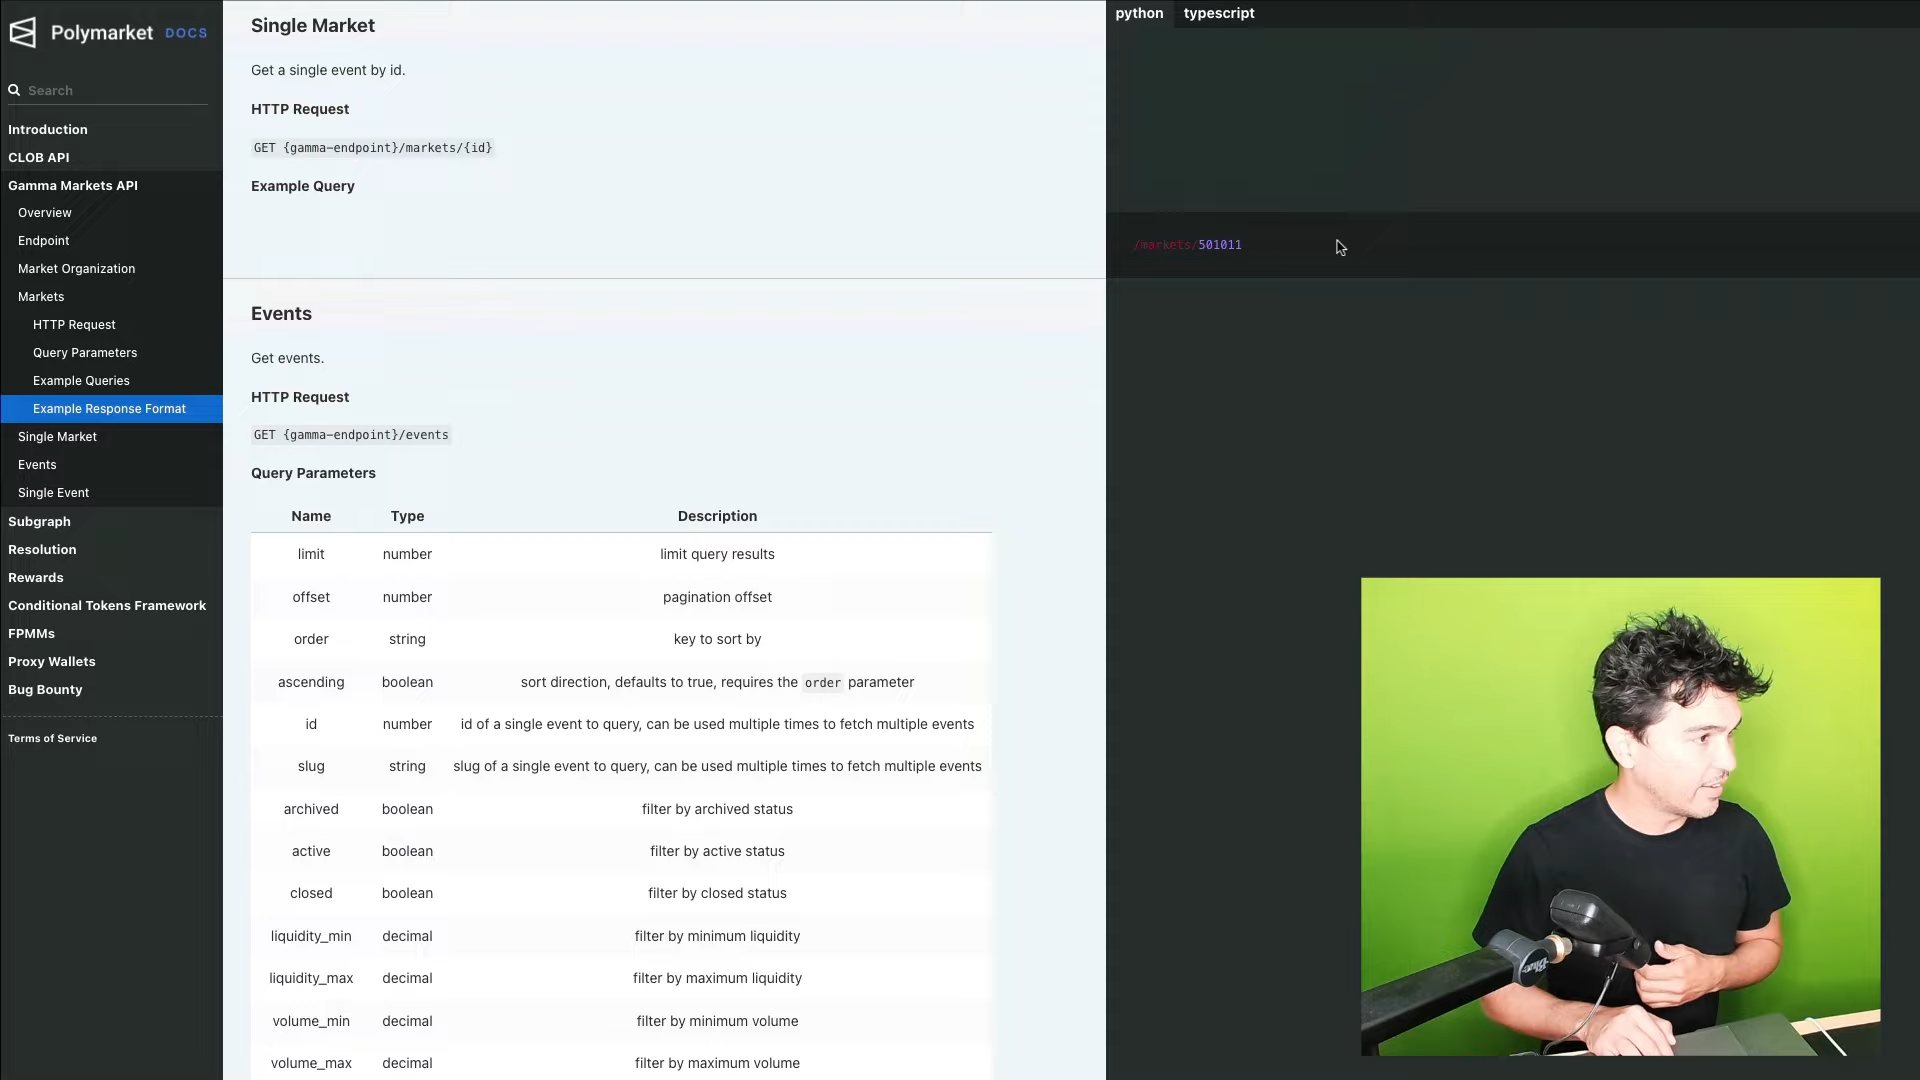 Polymarket DOCS
Search
Introduction
CLOB API
Gamma Markets API
Overview
Endpoint
Market Organization
Markets
HTTP Request
Query Parameters
Example Queries
Example Response Format
Single Market
Events
Single Event
Subgraph
Resolution
Rewards
Conditional Tokens Framework
FPMMs
Proxy Wallets
Bug Bounty
Terms of Service
Single Market
Get a single event by id.
HTTP Request
GET {gamma-endpoint}/markets/{id}
Example Query
Events
Get events.
HTTP Request
GET {gamma-endpoint}/events
Query Parameters
Name Type Description
limit number limit query results
offset number pagination offset
order string key to sort by
ascending boolean sort direction, defaults to true, requires the order parameter
id number id of a single event to query, can be used multiple times to fetch multiple events
slug string slug of a single event to query, can be used multiple times to fetch multiple events
archived boolean filter by archived status
active boolean filter by active status
closed boolean filter by closed status
liquidity_min decimal filter by minimum liquidity
liquidity_max decimal filter by maximum liquidity
volume_min decimal filter by minimum volume
volume_max decimal filter by maximum volume
python typescript
/markets/501011